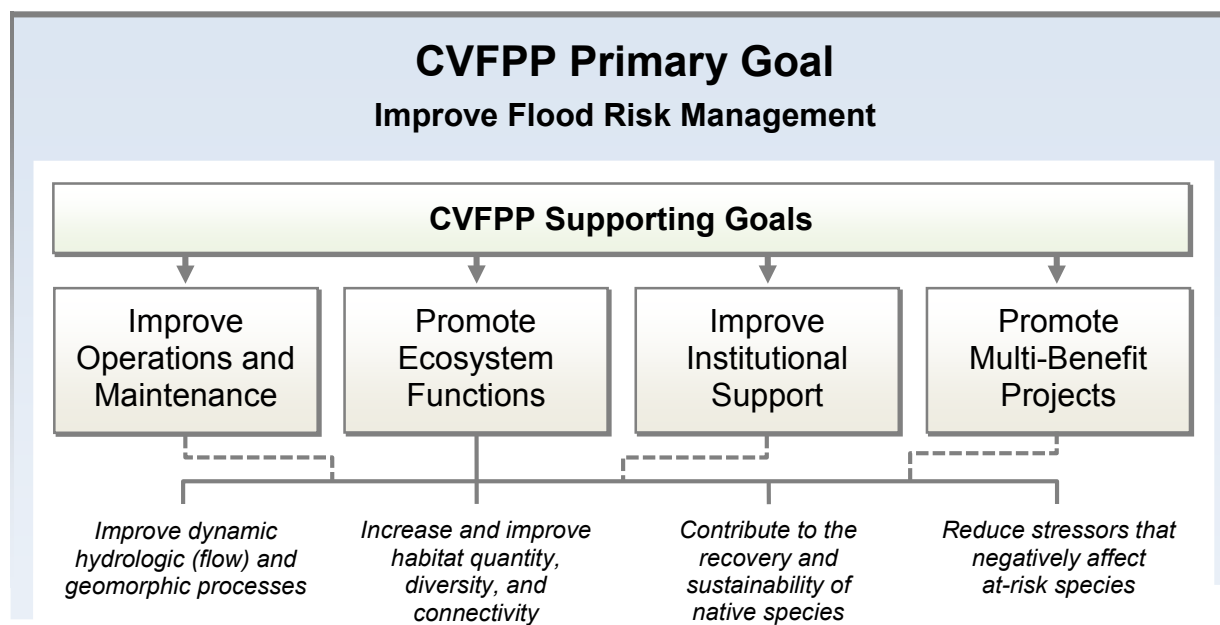 CVFPP Primary Goal
Improve Flood Risk Management
CVFPP Supporting Goals
Improve
Operations and
Maintenance
Promote
Ecosystem
Functions
Improve
Institutional
Support
Promote
Multi-Benefit
Projects
Improve dynamic
hydrologic (flow) and
geomorphic processes
Increase and improve
habitat quantity,
diversity, and
connectivity
Contribute to the
recovery and
sustainability of
native species
Reduce stressors that
negatively affect
at-risk species